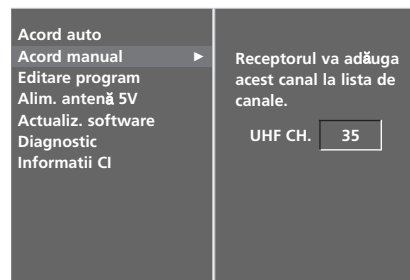 Acord auto
Acord manual ►
Editare program
Alim. antenă 5V
Actualiz. software
Diagnostic
Informatii CI
Receptorul va adăuga
acest canal la lista de
canale.
UHF CH. 35